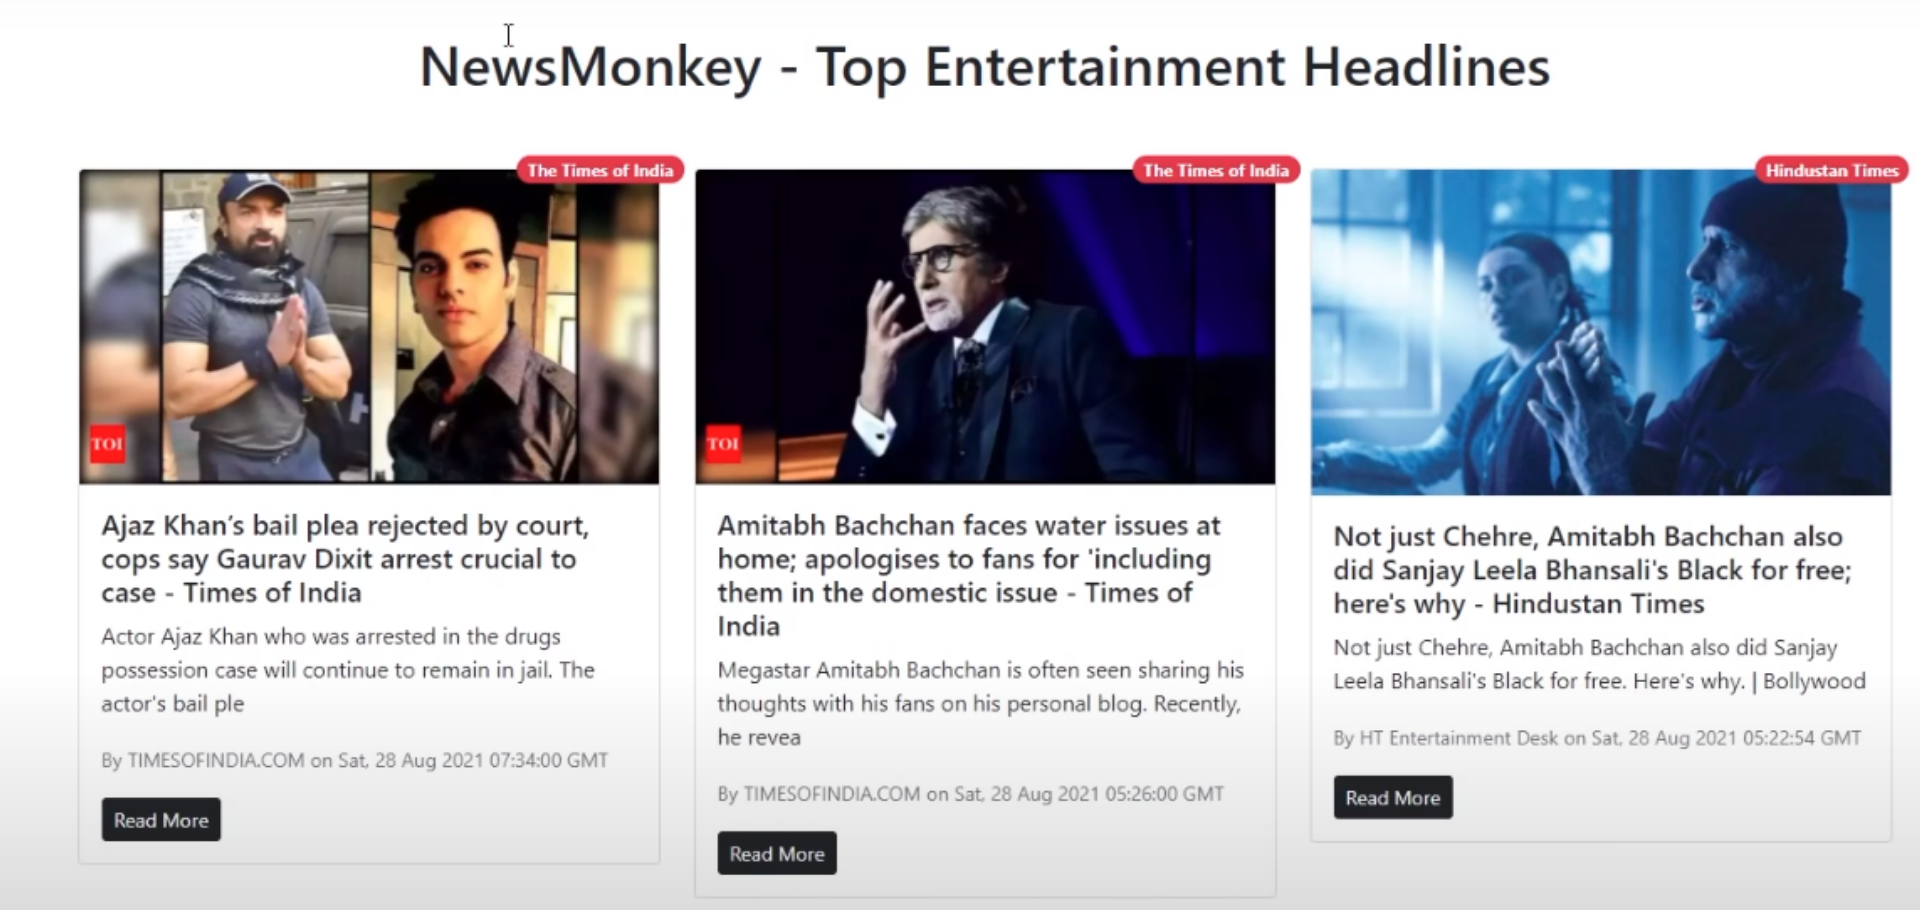 NewsMonkey - Top Entertainment Headlines
The Times of India
TOI
Ajaz Khan’s bail plea rejected by court,
cops say Gaurav Dixit arrest crucial to
case - Times of India
Actor Ajaz Khan who was arrested in the drugs
possession case will continue to remain in jail. The
actor's bail ple
By TIMESOFINDIA.COM on Sat, 28 Aug 2021 07:34:00 GMT
Read More
The Times of India
TOI
Amitabh Bachchan faces water issues at
home; apologises to fans for 'including
them in the domestic issue - Times of
India
Megastar Amitabh Bachchan is often seen sharing his
thoughts with his fans on his personal blog. Recently,
he revea
By TIMESOFINDIA.COM on Sat, 28 Aug 2021 05:26:00 GMT
Read More
Hindustan Times
Not just Chehre, Amitabh Bachchan also
did Sanjay Leela Bhansali's Black for free;
here's why - Hindustan Times
Not just Chehre, Amitabh Bachchan also did Sanjay
Leela Bhansali's Black for free. Here's why. | Bollywood
By HT Entertainment Desk on Sat, 28 Aug 2021 05:22:54 GMT
Read More